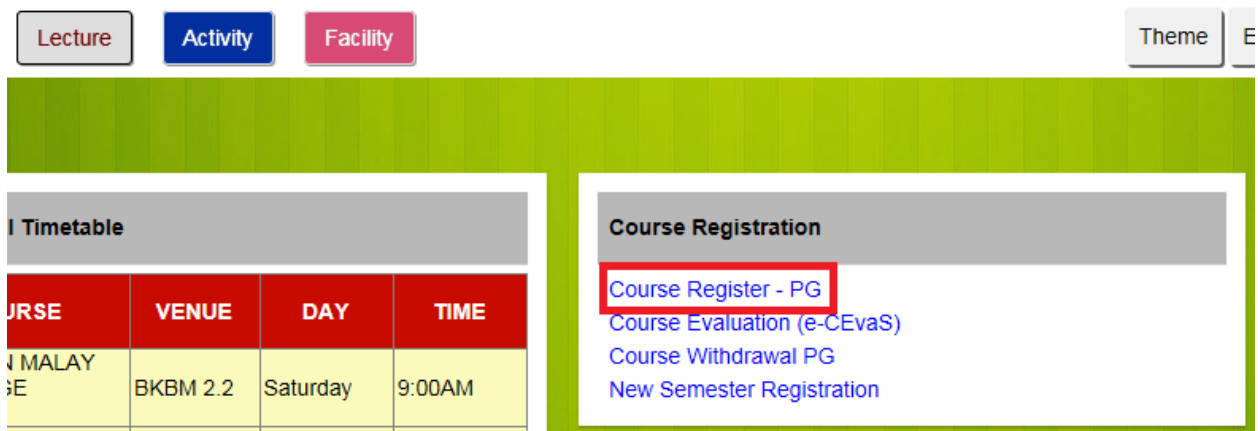 Lecture Activity Facility Theme E
l Timetable
URSE VENUE DAY TIME
N MALAY
GE BKBM 2.2 Saturday 9:00AM
Course Registration
Course Register - PG
Course Evaluation (e-CEvaS)
Course Withdrawal PG
New Semester Registration